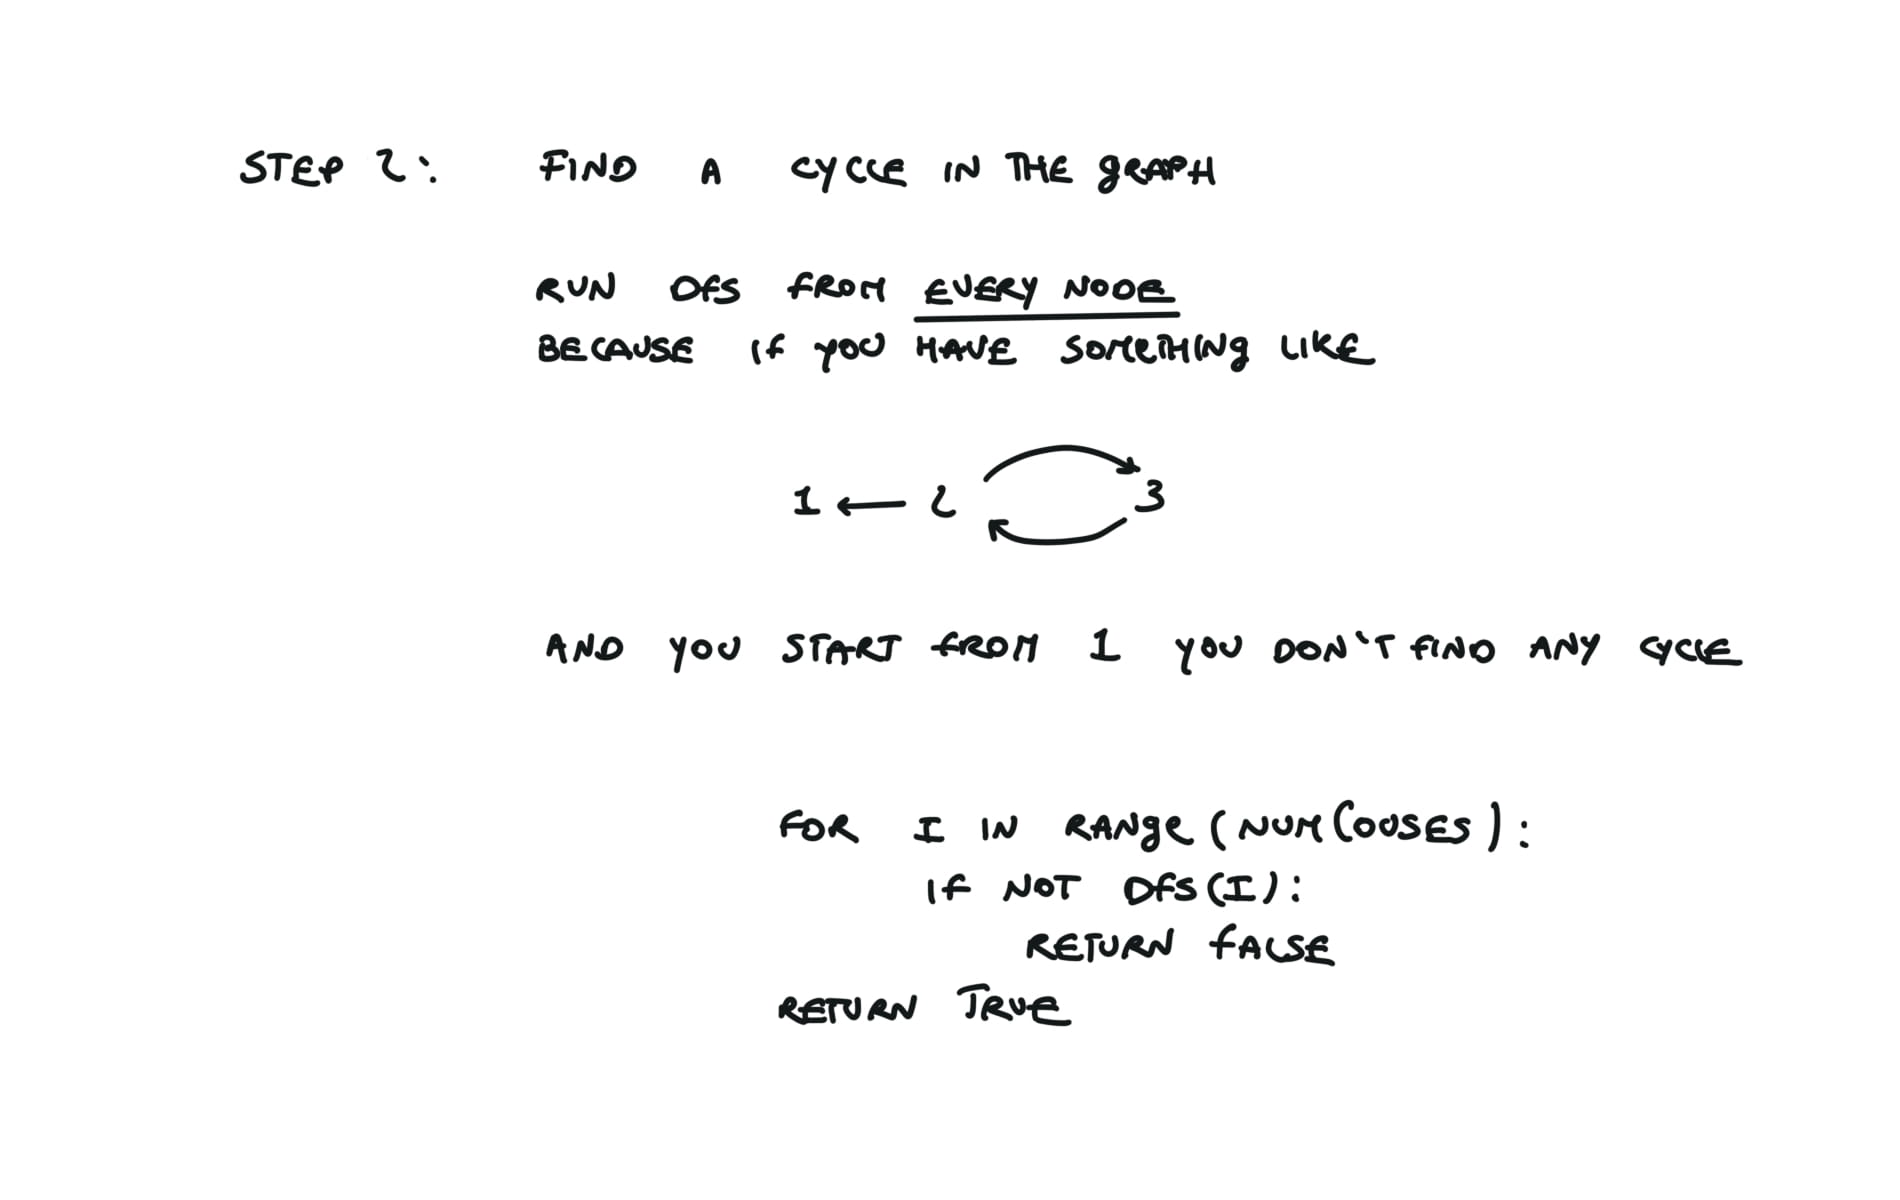 STEP 2: FIND A CYCLE IN THE GRAPH
RUN DFS FROM EVERY NODE
BECAUSE IF YOU HAVE SOMETHING LIKE
1 ← 2 3
AND YOU START FROM 1 YOU DON'T FIND ANY CYCLE
FOR I IN RANGE (NUMCOUSES):
IF NOT DFS(I):
RETURN FALSE
RETURN TRUE